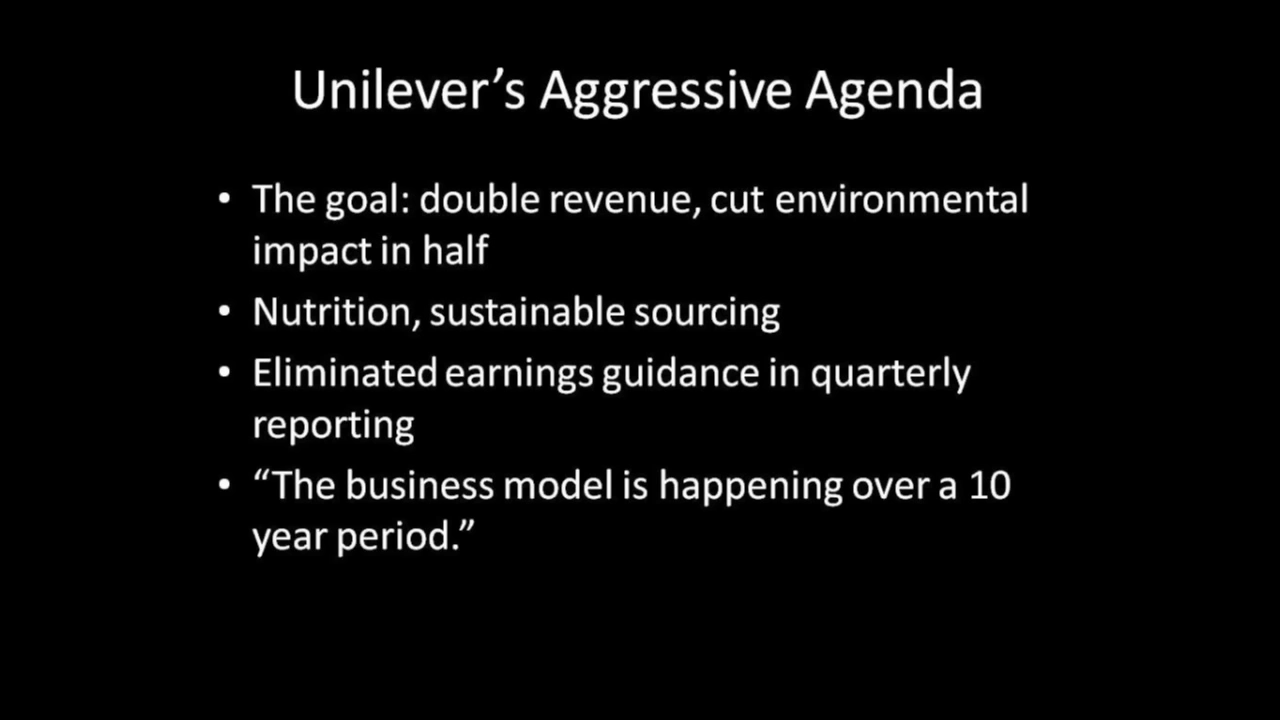 Unilever’s Aggressive Agenda
• The goal: double revenue, cut environmental
impact in half
• Nutrition, sustainable sourcing
• Eliminated earnings guidance in quarterly
reporting
• “The business model is happening over a 10
year period.”